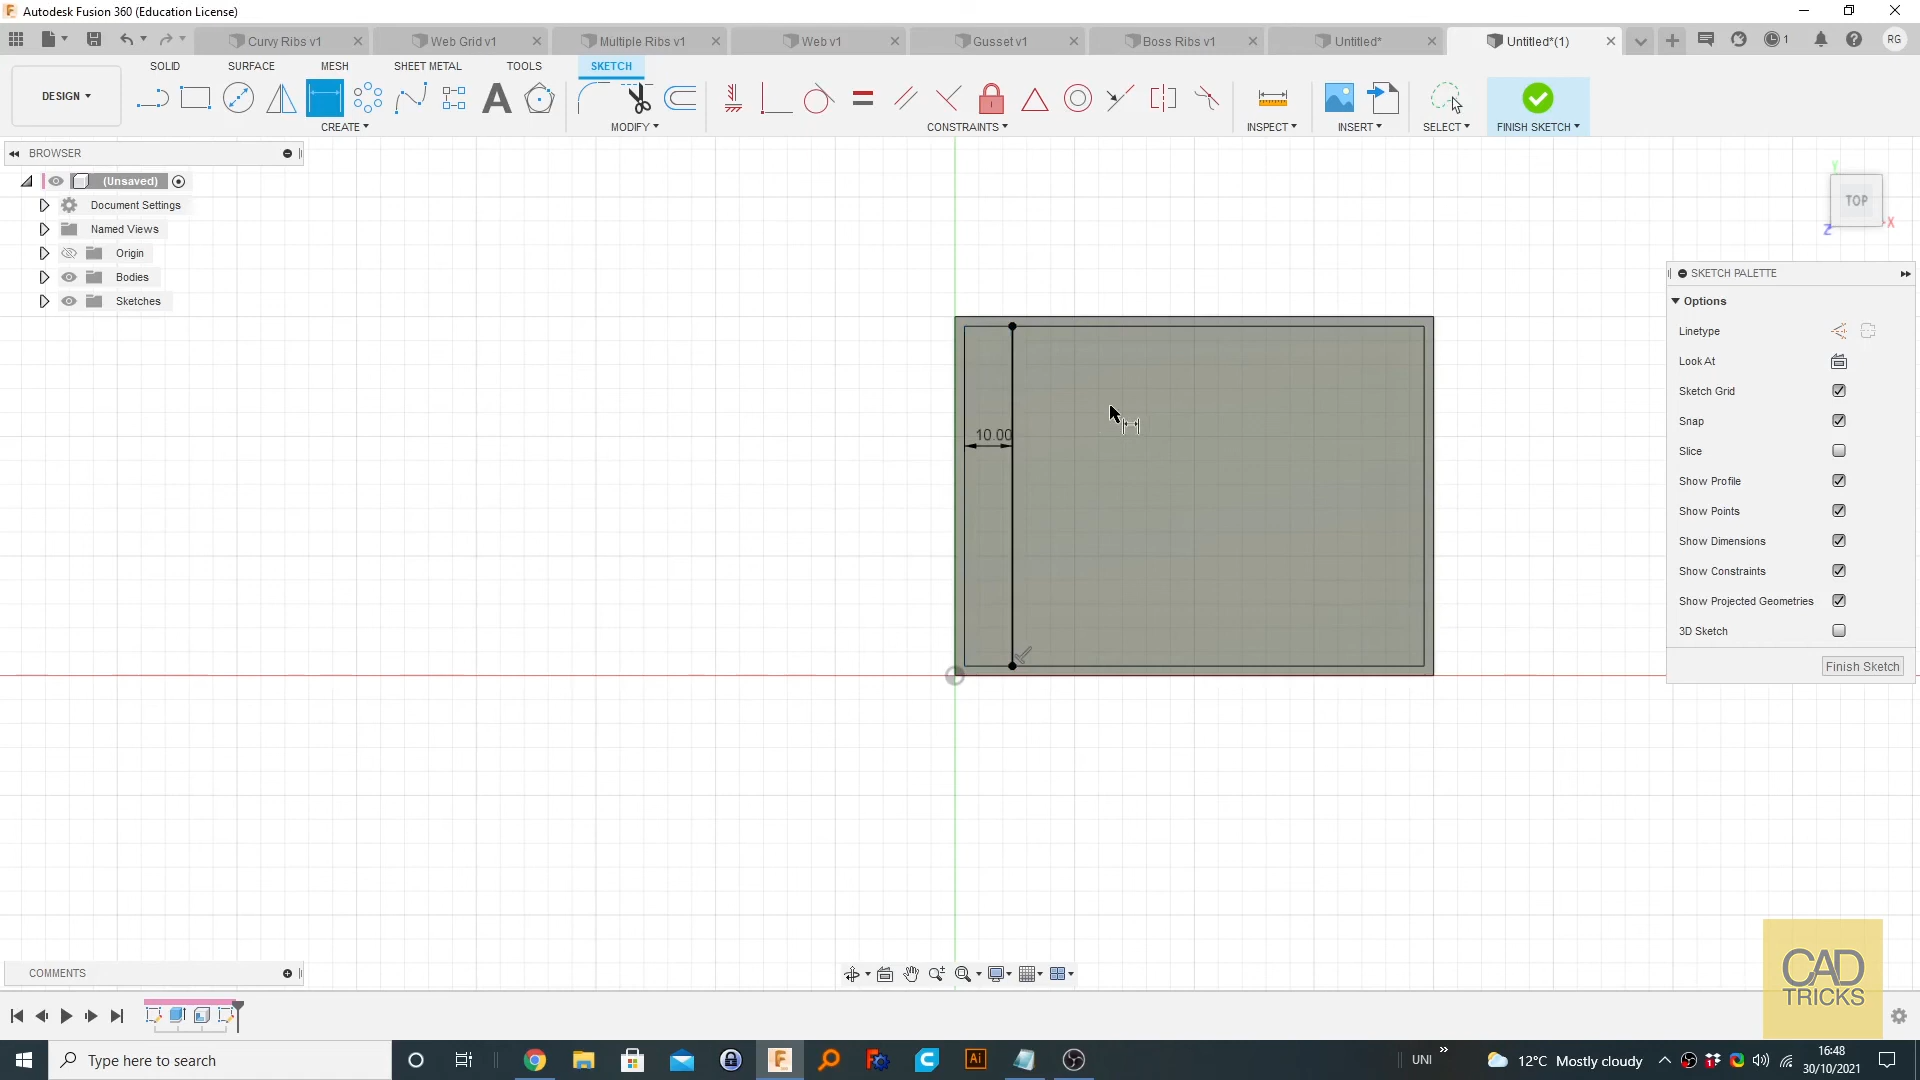 Autodesk Fusion 360 (Education License)
Curvy Ribs v1
Web Grid v1
Multiple Ribs v1
Web v1
Gusset v1
Boss Ribs v1
Untitled*
Untitled*(1)
1
RG
DESIGN
SOLID
SURFACE
MESH
SHEET METAL
TOOLS
SKETCH
CREATE
MODIFY
CONSTRAINTS
INSPECT
INSERT
SELECT
FINISH SKETCH
BROWSER
(Unsaved)
Document Settings
Named Views
Origin
Bodies
Sketches
10.00
Y
TOP
X
Z
SKETCH PALETTE
Options
Linetype
Look At
Sketch Grid
Snap
Slice
Show Profile
Show Points
Show Dimensions
Show Constraints
Show Projected Geometries
3D Sketch
Finish Sketch
COMMENTS
CAD
TRICKS
Type here to search
Ai
UNI
12°C Mostly cloudy
16:48
30/10/2021